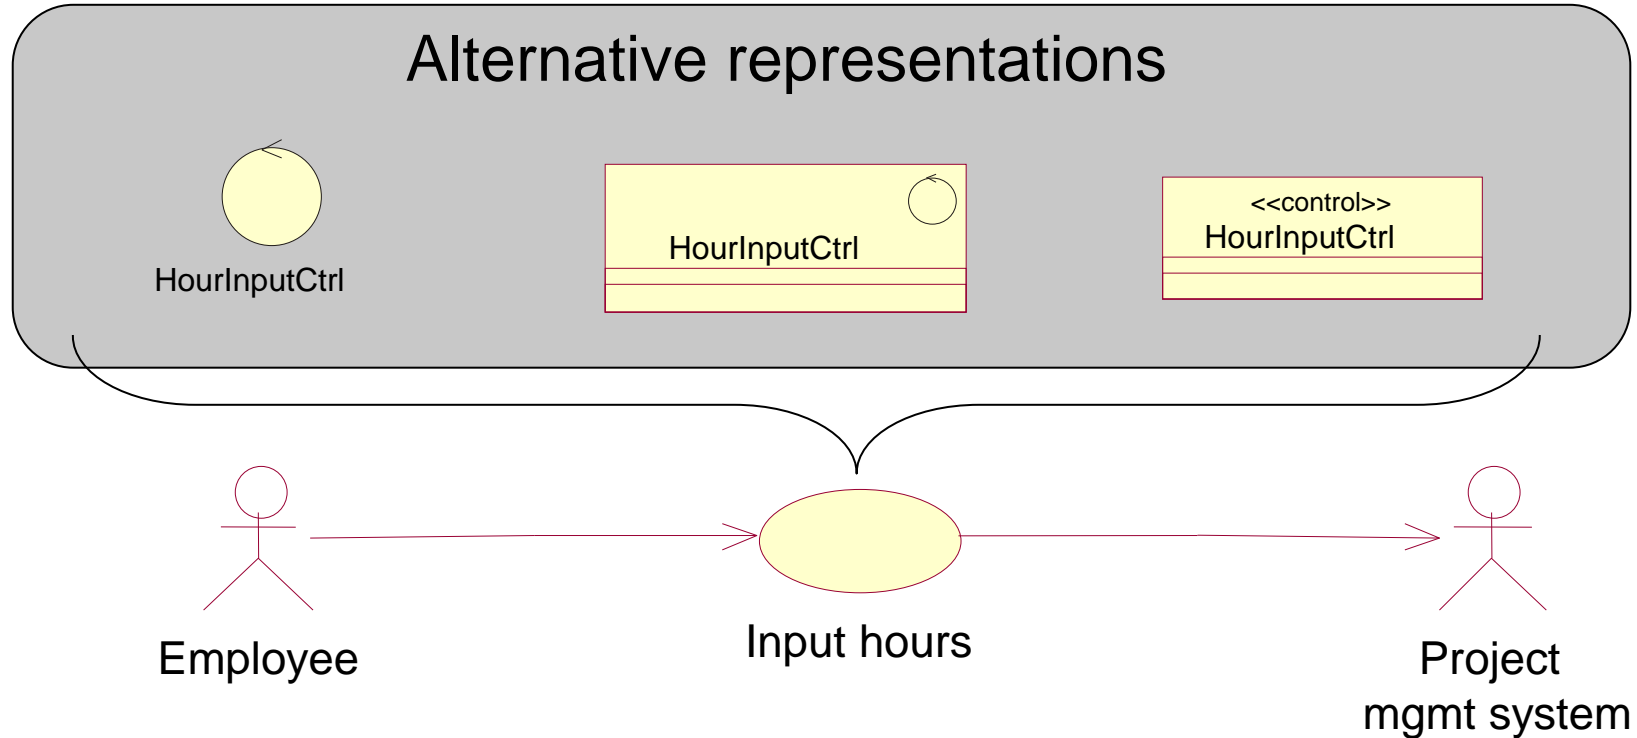 Alternative representations
HourInputCtrl
HourInputCtrl
<<control>>
HourInputCtrl
Employee
Input hours
Project
mgmt system